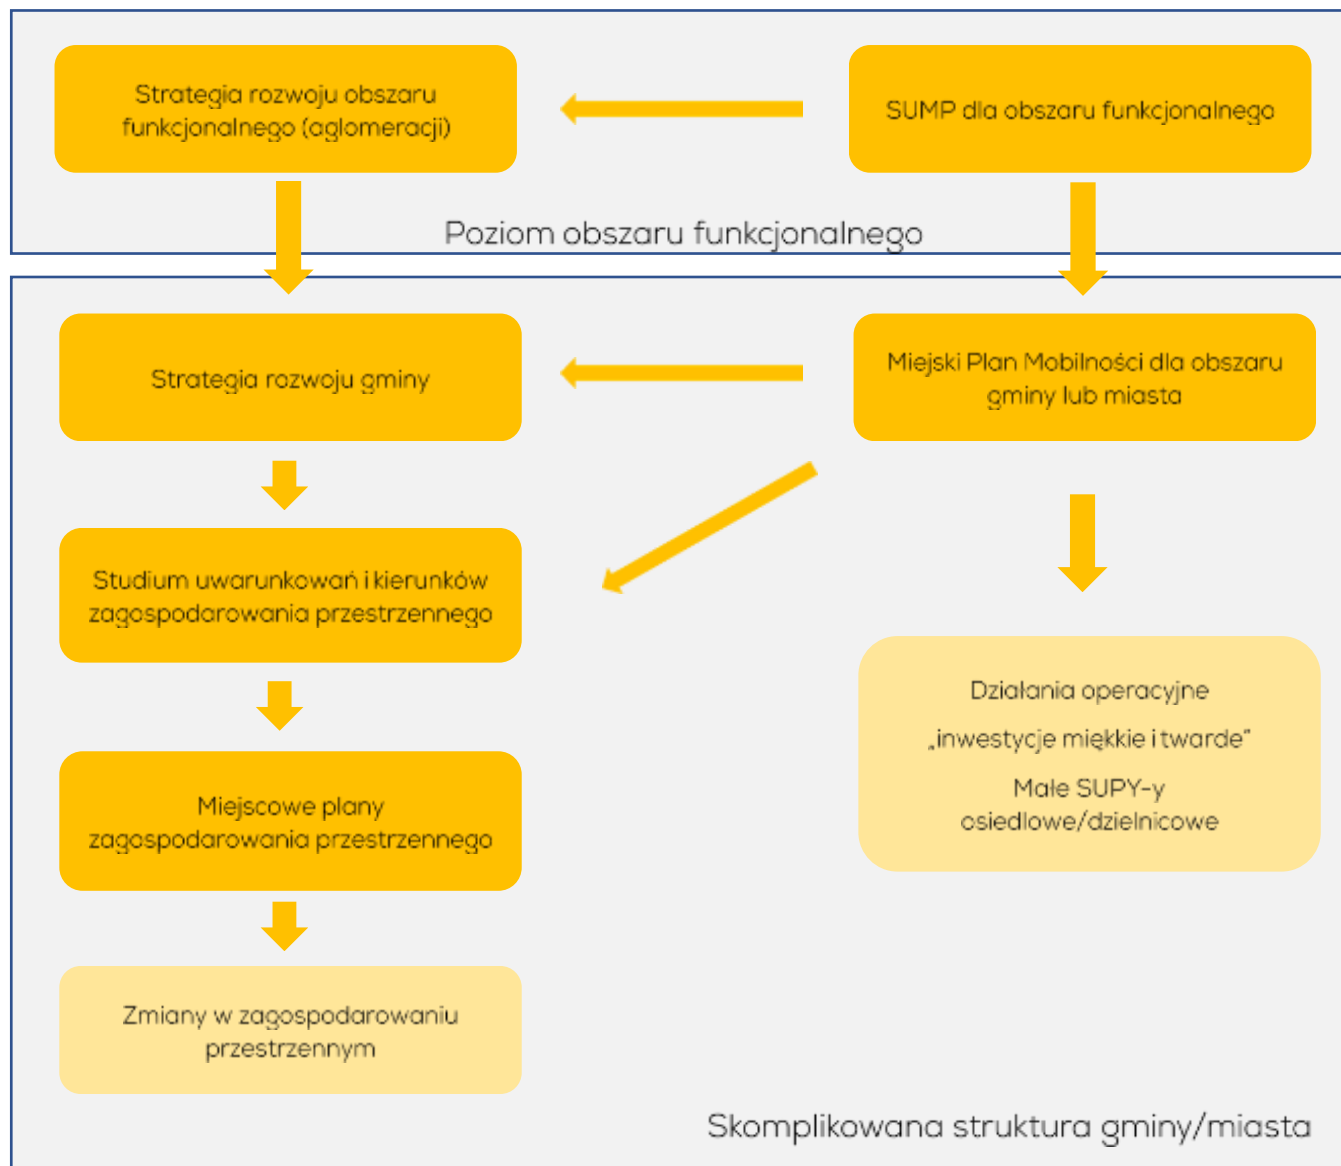 Strategia rozwoju obszaru
funkcjonalnego (aglomeracji)
SUMP dla obszaru funkcjonalnego
Poziom obszaru funkcjonalnego
Strategia rozwoju gminy
Miejski Plan Mobilności dla obszaru
gminy lub miasta
Studium uwarunkowań i kierunków
zagospodarowania przestrzennego
Działania operacyjne
„inwestycje miękkie i twarde”
Małe SUPY-y
osiedlowe/dzielnicowe
Miejscowe plany
zagospodarowania przestrzennego
Zmiany w zagospodarowaniu
przestrzennym
Skomplikowana struktura gminy/miasta